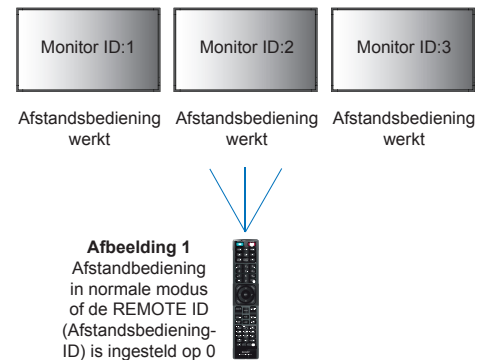 Monitor ID:1
Monitor ID:2
Monitor ID:3
Afstandsbediening
werkt
Afstandsbediening
werkt
Afstandsbediening
werkt
Afbeelding 1
Afstandbediening
in normale modus
of de REMOTE ID
(Afstandsbediening-
ID) is ingesteld op 0